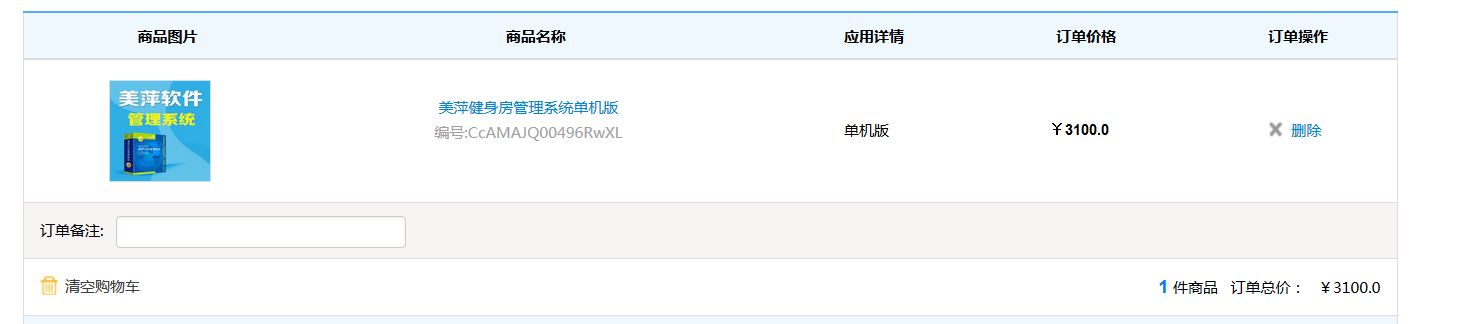 商品图片 商品名称 应用详情 订单价格 订单操作
美萍软件
管理系统
美萍健身房管理系统单机版
编号:CcAMAJQ00496RwXL
单机版 ￥3100.0 删除
订单备注:
清空购物车 1 件商品 订单总价： ￥3100.0